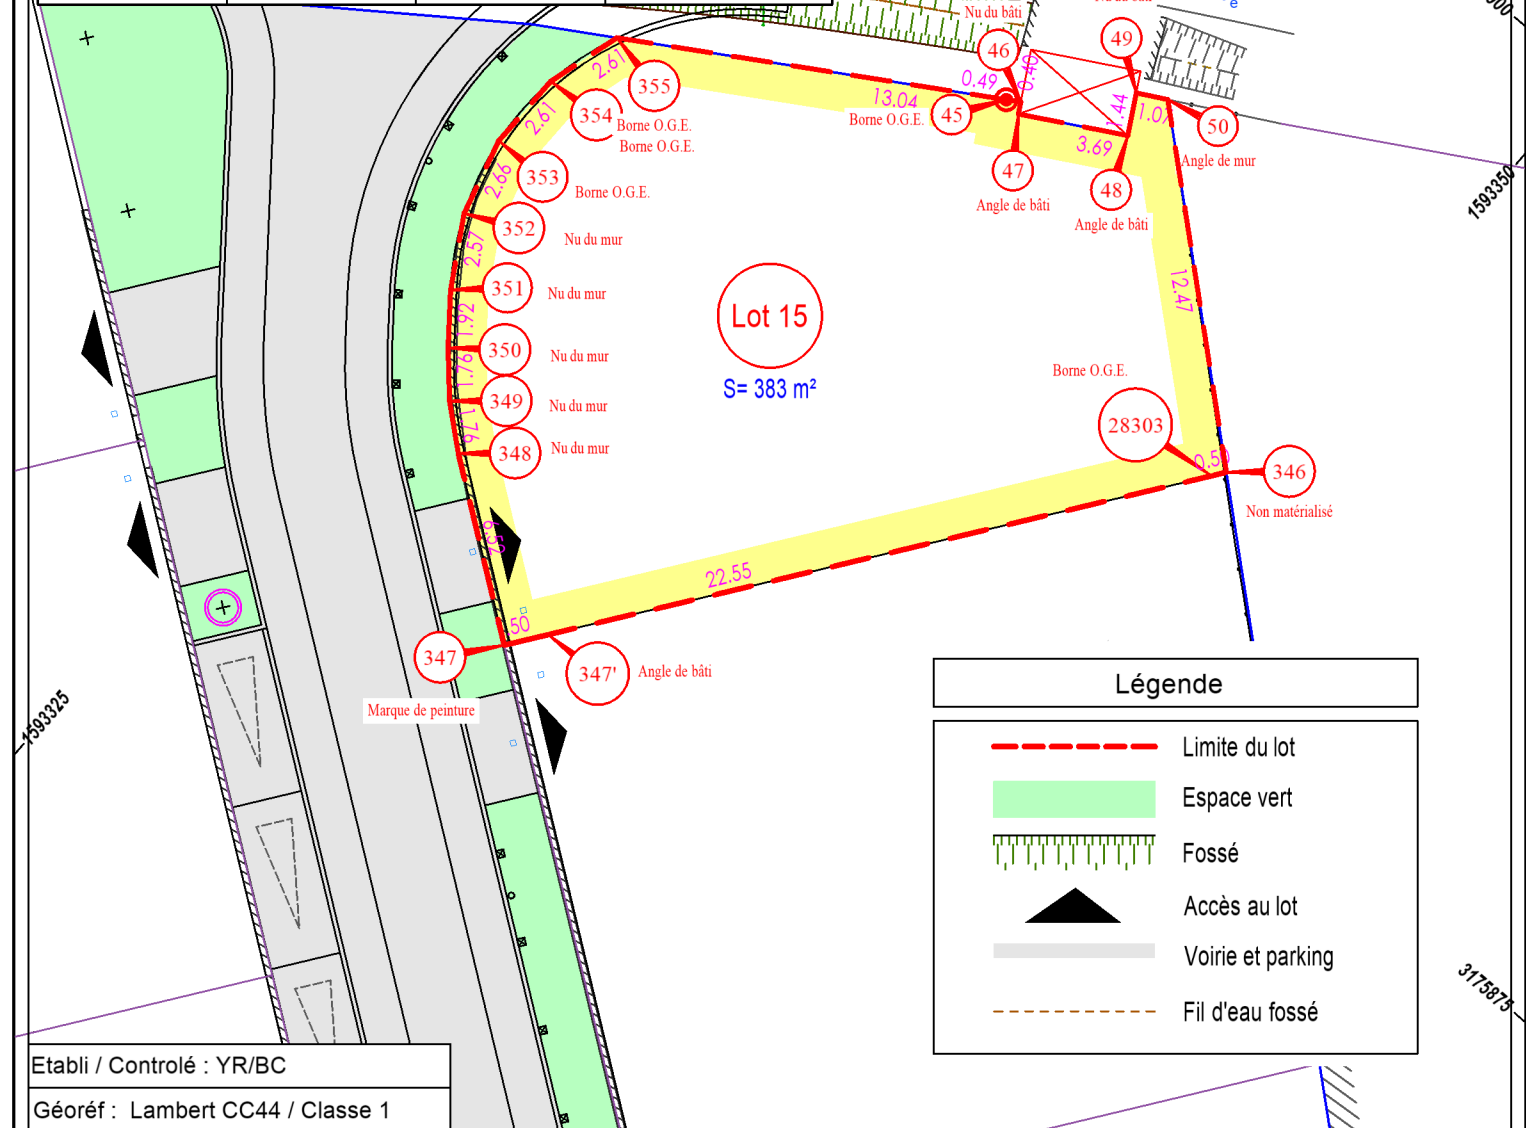 Nu du bâti
46
49
0.40
0.49
13.04
45
Borne O.G.E.
1.44
1.07
50
Angle de mur
3.69
47
Angle de bâti
48
Angle de bâti
2.61
355
354
Borne O.G.E.
Borne O.G.E.
2.61
353
Borne O.G.E.
2.66
352
Nu du mur
2.57
351
Nu du mur
1.92
350
Nu du mur
1.76
349
Nu du mur
1.76
348
Nu du mur
Lot 15
S= 383 m²
12.47
1593350
Borne O.G.E.
28303
0.50
346
Non matérialisé
6.52
22.55
50
347
347'
Angle de bâti
Marque de peinture
1593325
Légende
Limite du lot
Espace vert
Fossé
Accès au lot
Voirie et parking
Fil d'eau fossé
3175875
Etabli / Controlé : YR/BC
Géoréf : Lambert CC44 / Classe 1